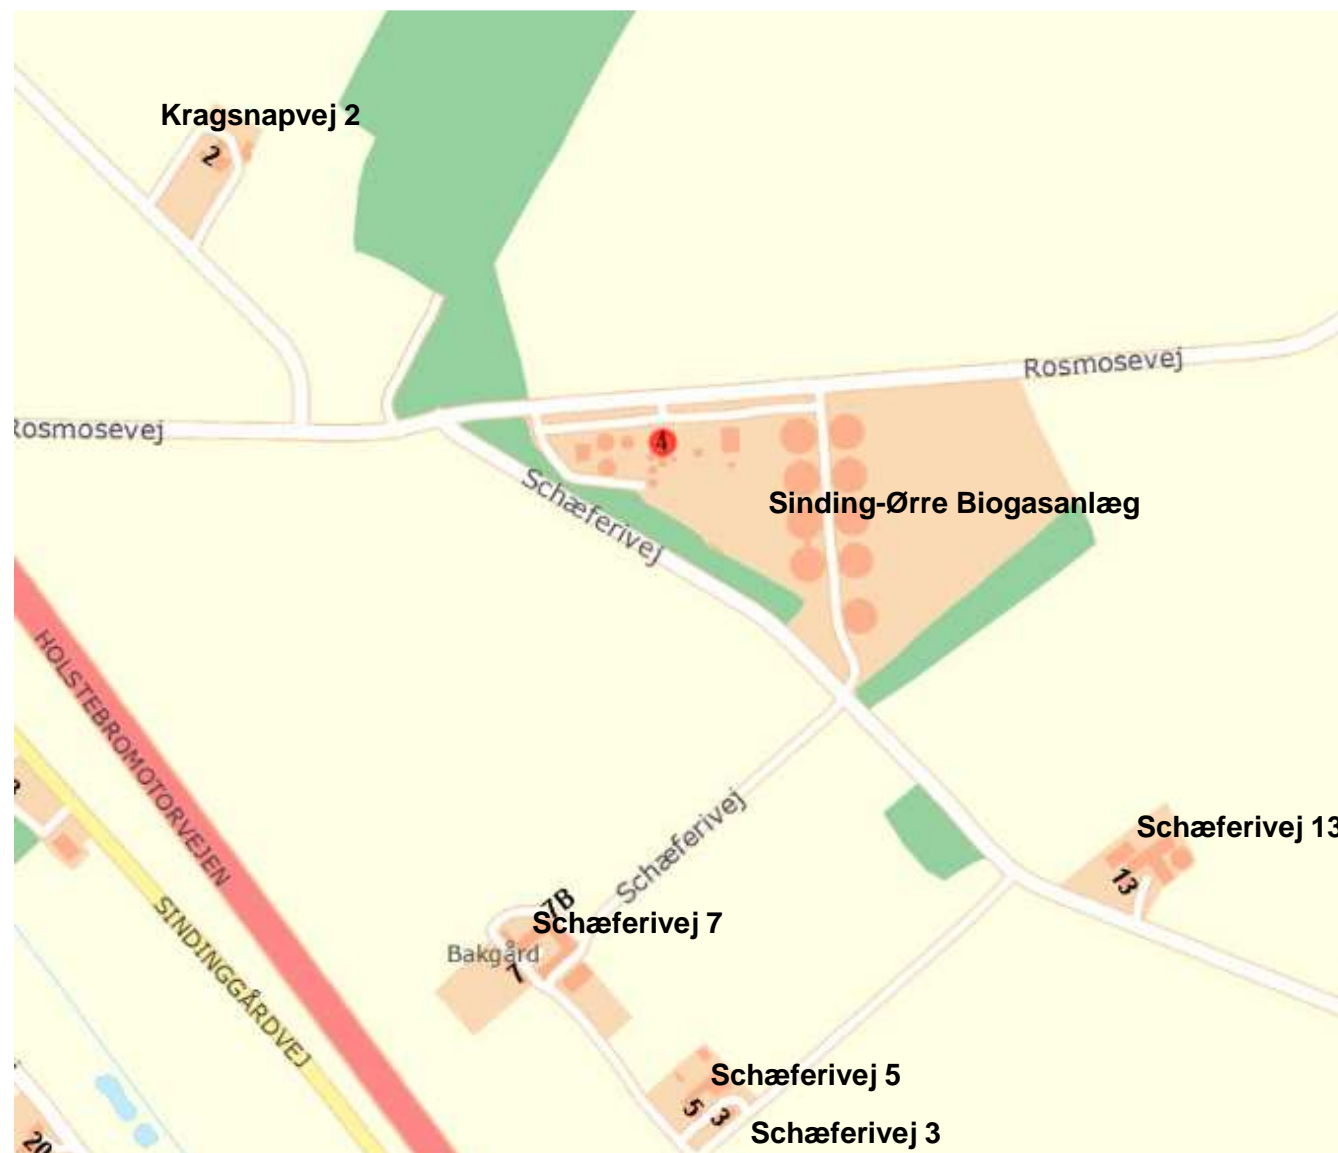 Kragsnapvej 2
2
Rosmosevej
Rosmosevej
4
Schæferivej
Sinding-Ørre Biogasanlæg
HOLSTEBROMOTORVEJEN
Schæferivej
Schæferivej 13
13
7B
Schæferivej 7
Bakgård
7
SINDINGGÅRDVEJ
Schæferivej 5
5
3
Schæferivej 3
20